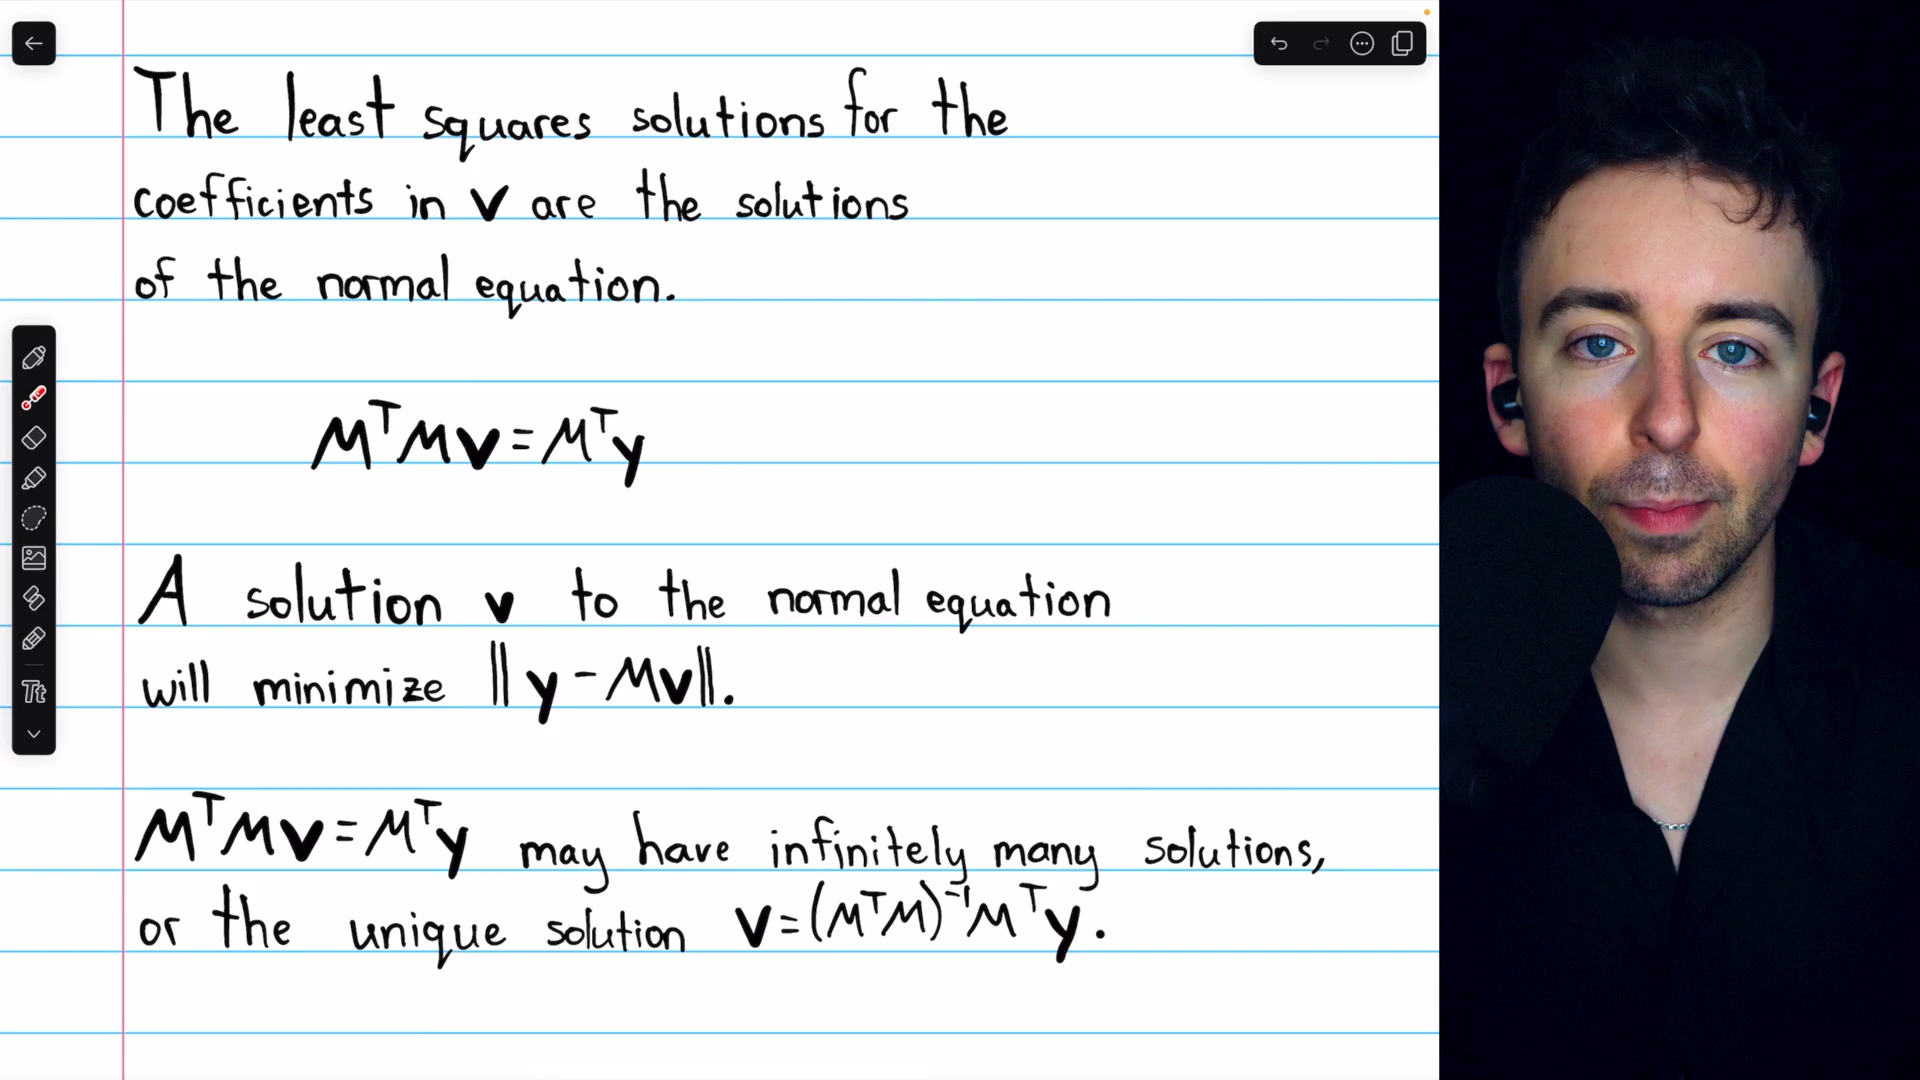 The least squares solutions for the
coefficients in v are the solutions
of the normal equation.
MᵀMv=Mᵀy
A solution v to the normal equation
will minimize ‖y-Mv‖.
MᵀMv=Mᵀy may have infinitely many solutions,
or the unique solution v=(MᵀM)⁻¹Mᵀy.
Tt